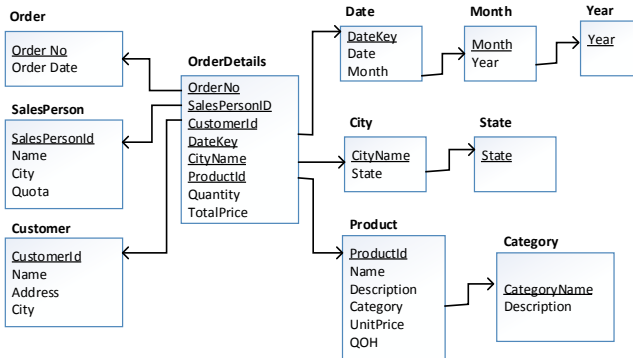 Order
Order No
Order Date
SalesPerson
SalesPersonId
Name
City
Quota
Customer
CustomerId
Name
Address
City
OrderDetails
OrderNo
SalesPersonID
CustomerId
DateKey
CityName
ProductId
Quantity
TotalPrice
Date
DateKey
Date
Month
Month
Month
Year
Year
Year
City
CityName
State
State
State
Product
ProductId
Name
Description
Category
UnitPrice
QOH
Category
CategoryName
Description